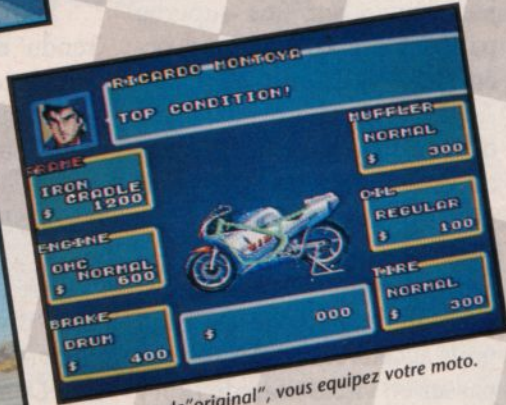 RICARDO MONTOYA
TOP CONDITION!
FRAME
IRON
CRADLE
$ 1200
ENGINE
OHC
NORMAL
$ 600
BRAKE
DRUM
$ 400
MUFFLER
NORMAL
$ 300
OIL
REGULAR
$ 100
TIRE
NORMAL
$ 300
$ 000
"original", vous equipez votre moto.